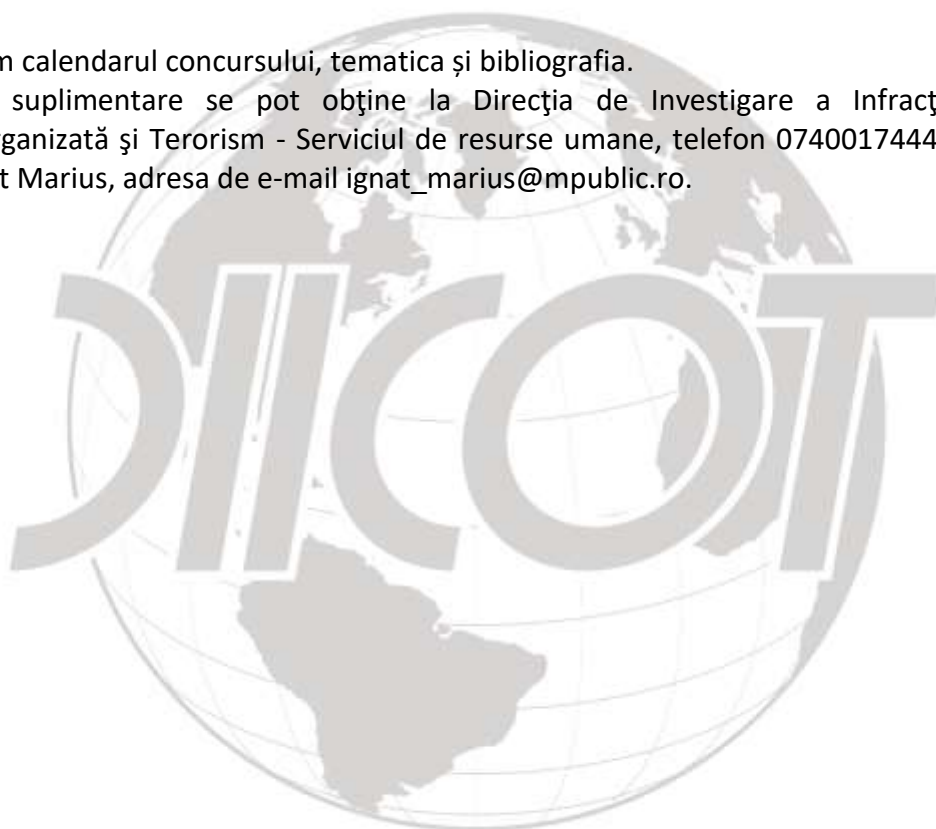 m calendarul concursului, tematica și bibliografia.
suplimentare se pot obţine la Direcţia de Investigare a Infracţ
ganizată şi Terorism - Serviciul de resurse umane, telefon 0740017444
t Marius, adresa de e-mail ignat_marius@mpublic.ro.
DIICOT